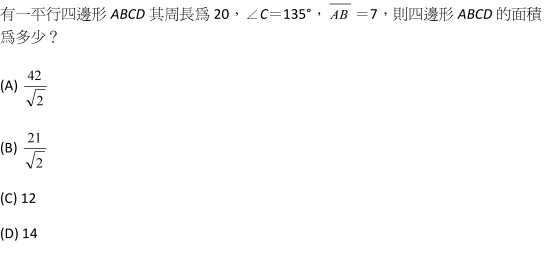 有一平行四邊形 ABCD 其周長爲 20，∠C＝135°， $\overline{AB}$ ＝7，則四邊形 ABCD 的面積
爲多少？
(A) $\frac{42}{\sqrt{2}}$
(B) $\frac{21}{\sqrt{2}}$
(C) 12
(D) 14